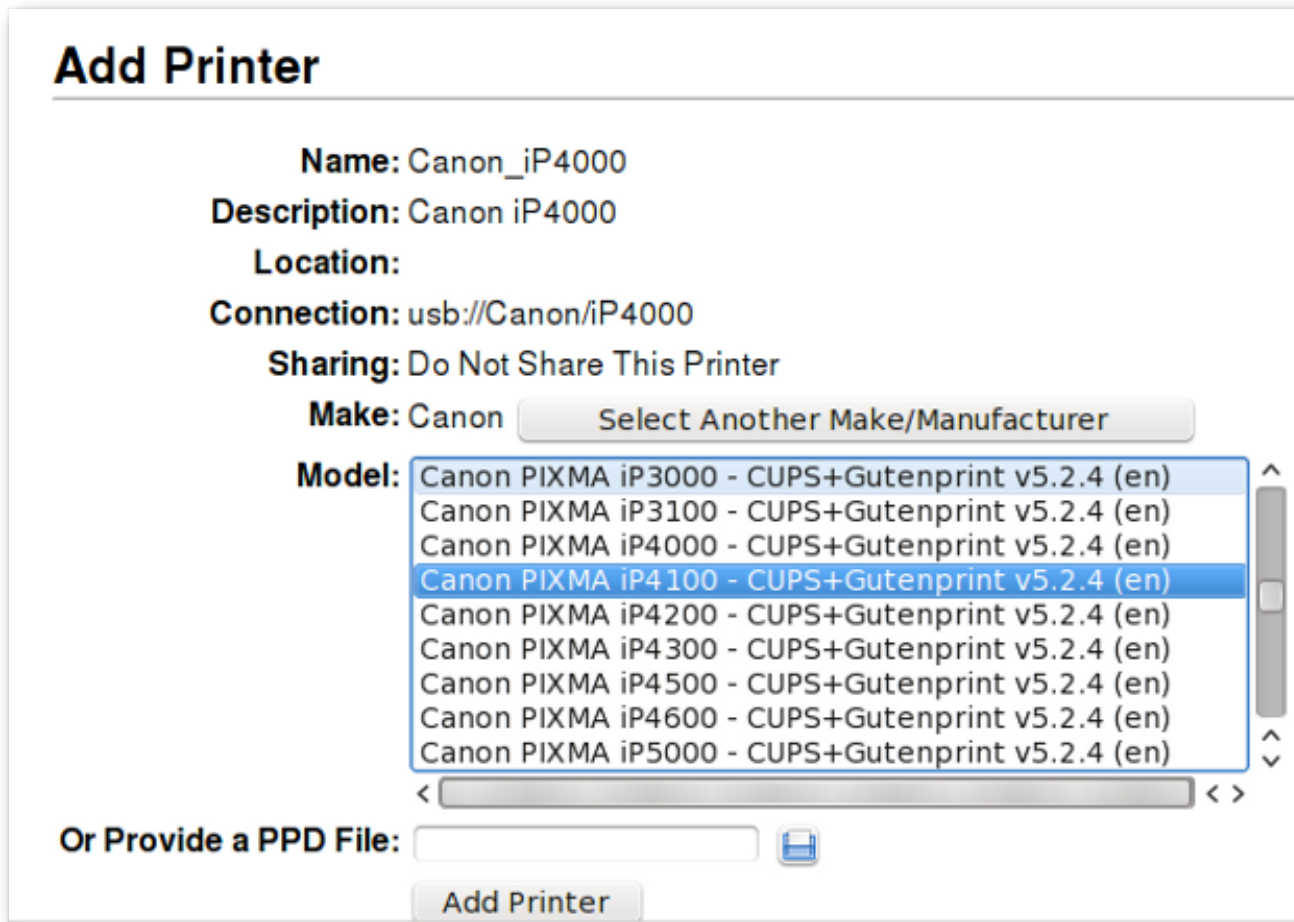 Add Printer
Name: Canon_iP4000
Description: Canon iP4000
Location:
Connection: usb://Canon/iP4000
Sharing: Do Not Share This Printer
Make: Canon Select Another Make/Manufacturer
Model: Canon PIXMA iP3000 - CUPS+Gutenprint v5.2.4 (en)
Canon PIXMA iP3100 - CUPS+Gutenprint v5.2.4 (en)
Canon PIXMA iP4000 - CUPS+Gutenprint v5.2.4 (en)
Canon PIXMA iP4100 - CUPS+Gutenprint v5.2.4 (en)
Canon PIXMA iP4200 - CUPS+Gutenprint v5.2.4 (en)
Canon PIXMA iP4300 - CUPS+Gutenprint v5.2.4 (en)
Canon PIXMA iP4500 - CUPS+Gutenprint v5.2.4 (en)
Canon PIXMA iP4600 - CUPS+Gutenprint v5.2.4 (en)
Canon PIXMA iP5000 - CUPS+Gutenprint v5.2.4 (en)
Or Provide a PPD File:
Add Printer